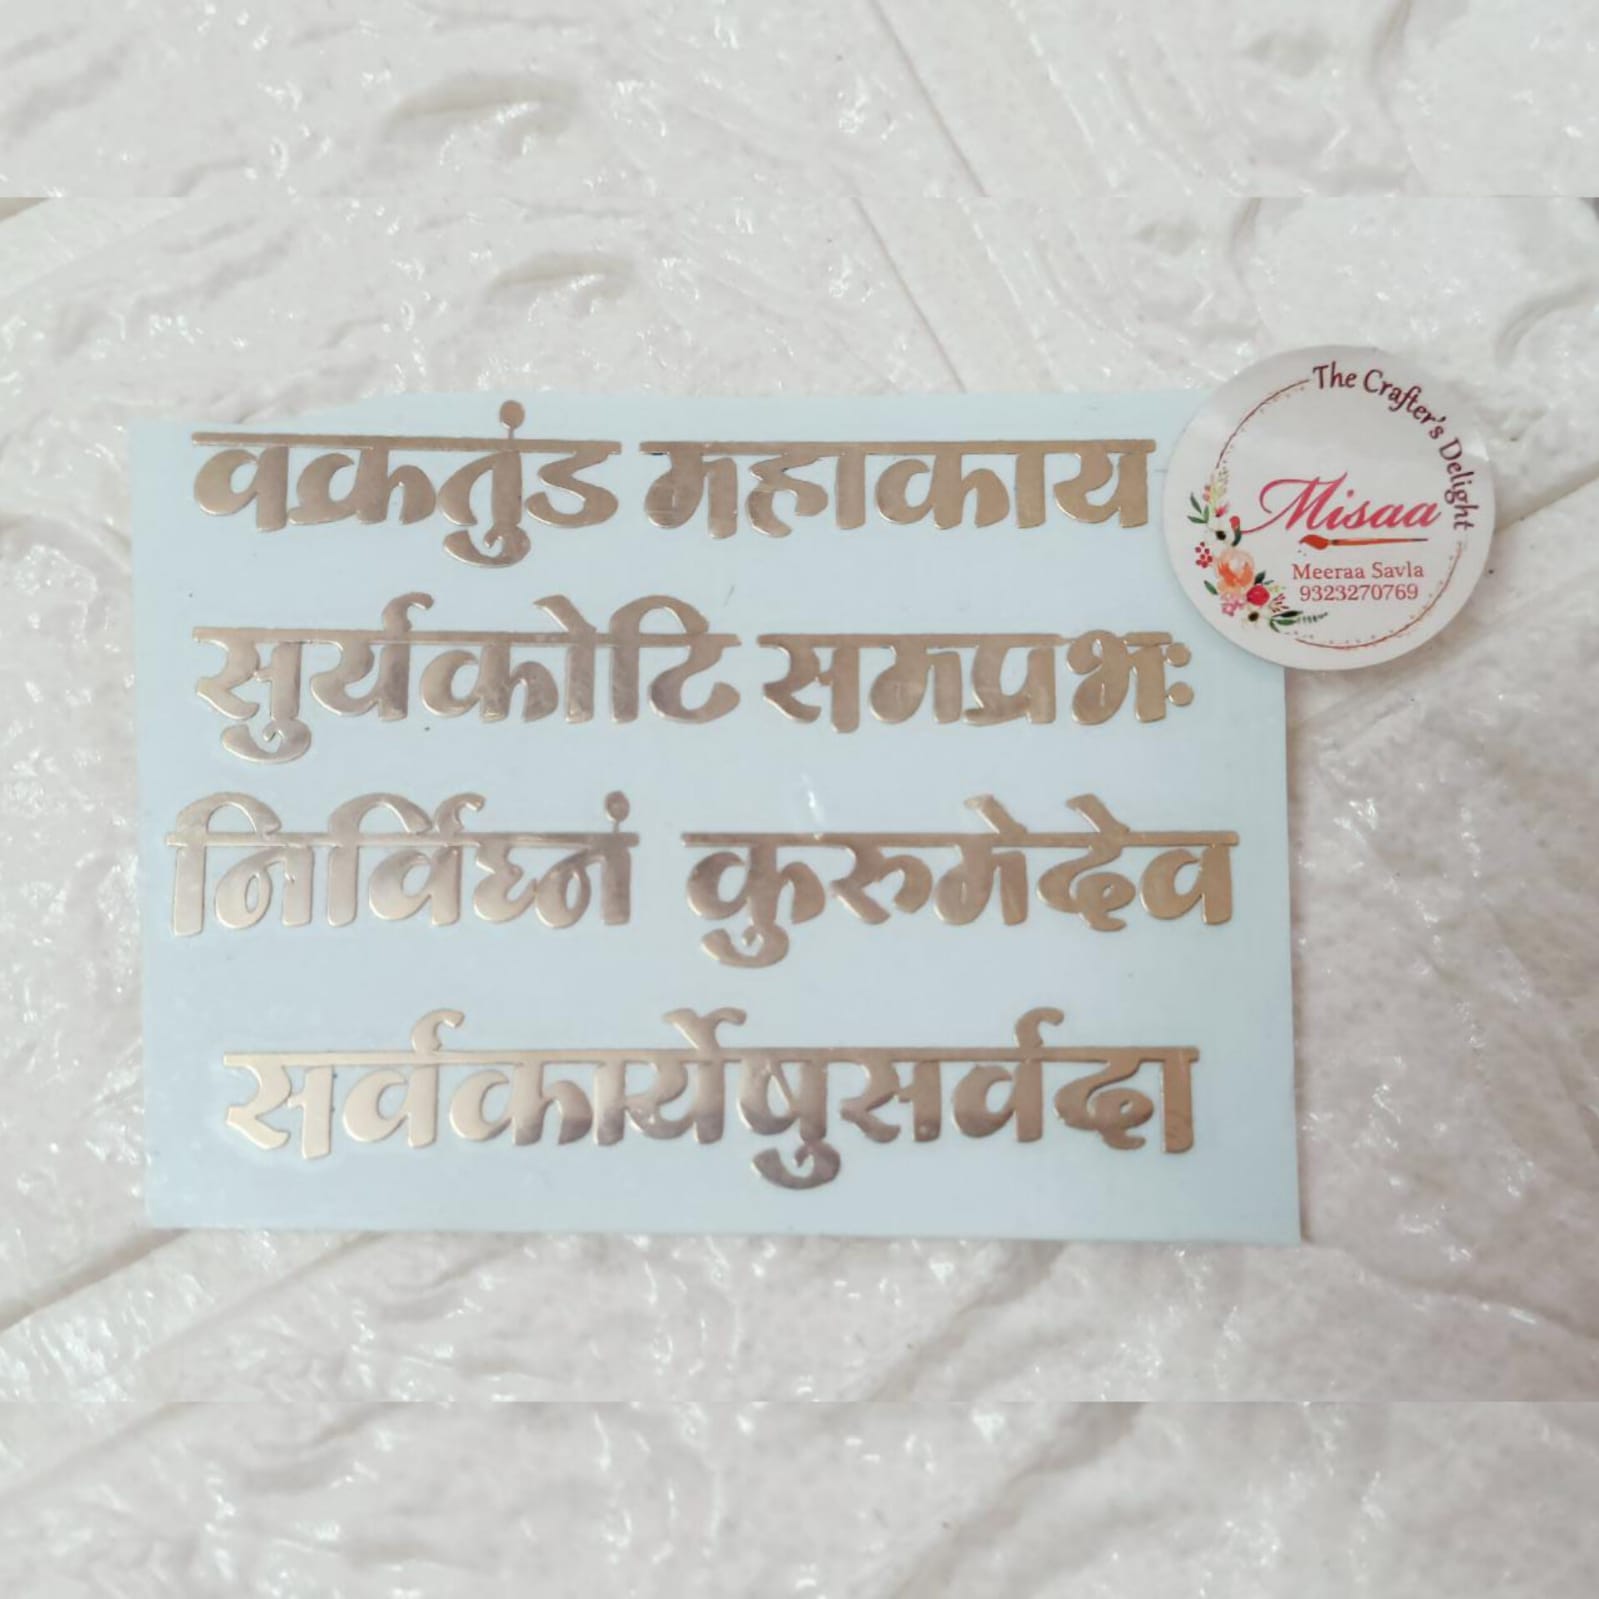 वक्रतुंड महाकाय
सुर्यकोटि समप्रभः
निर्विघ्नं कुरुमेदेव
सर्वकार्येषुसर्वदा
The Crafter's Delight
Misaa
Meeraa Savla
9323270769